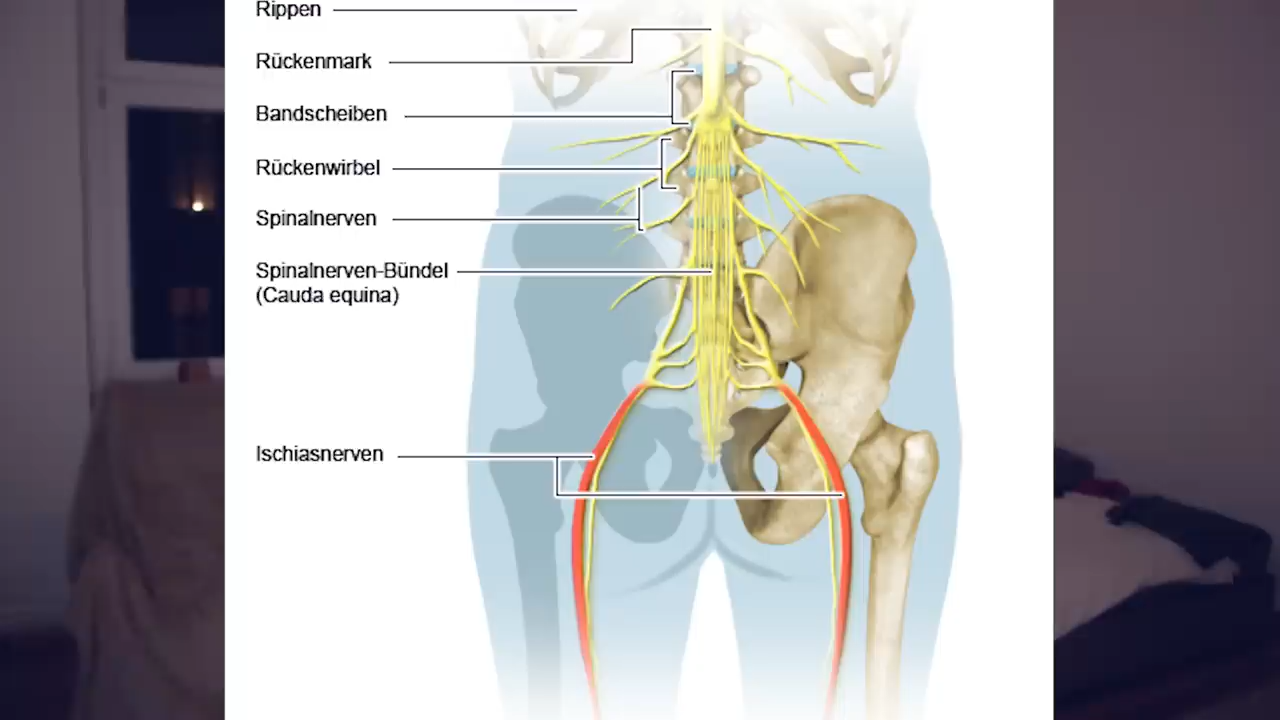 Rippen
Rückenmark
Bandscheiben
Rückenwirbel
Spinalnerven
Spinalnerven-Bündel
(Cauda equina)
Ischiasnerven